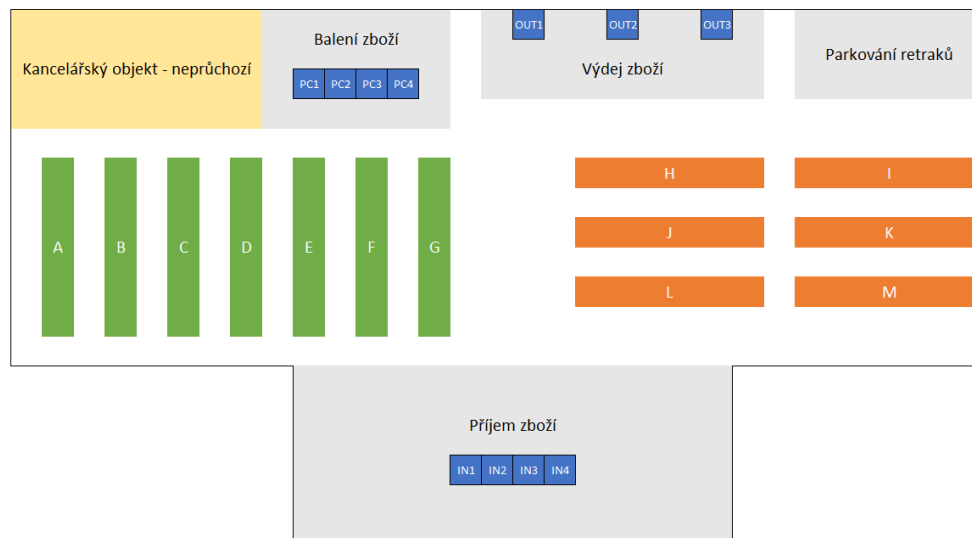 OUT1
OUT2
OUT3
Balení zboží
Kancelářský objekt - neprůchozí
Výdej zboží
Parkování retraků
PC1
PC2
PC3
PC4
H
I
A
B
C
D
E
F
G
J
K
L
M
Příjem zboží
IN1
IN2
IN3
IN4